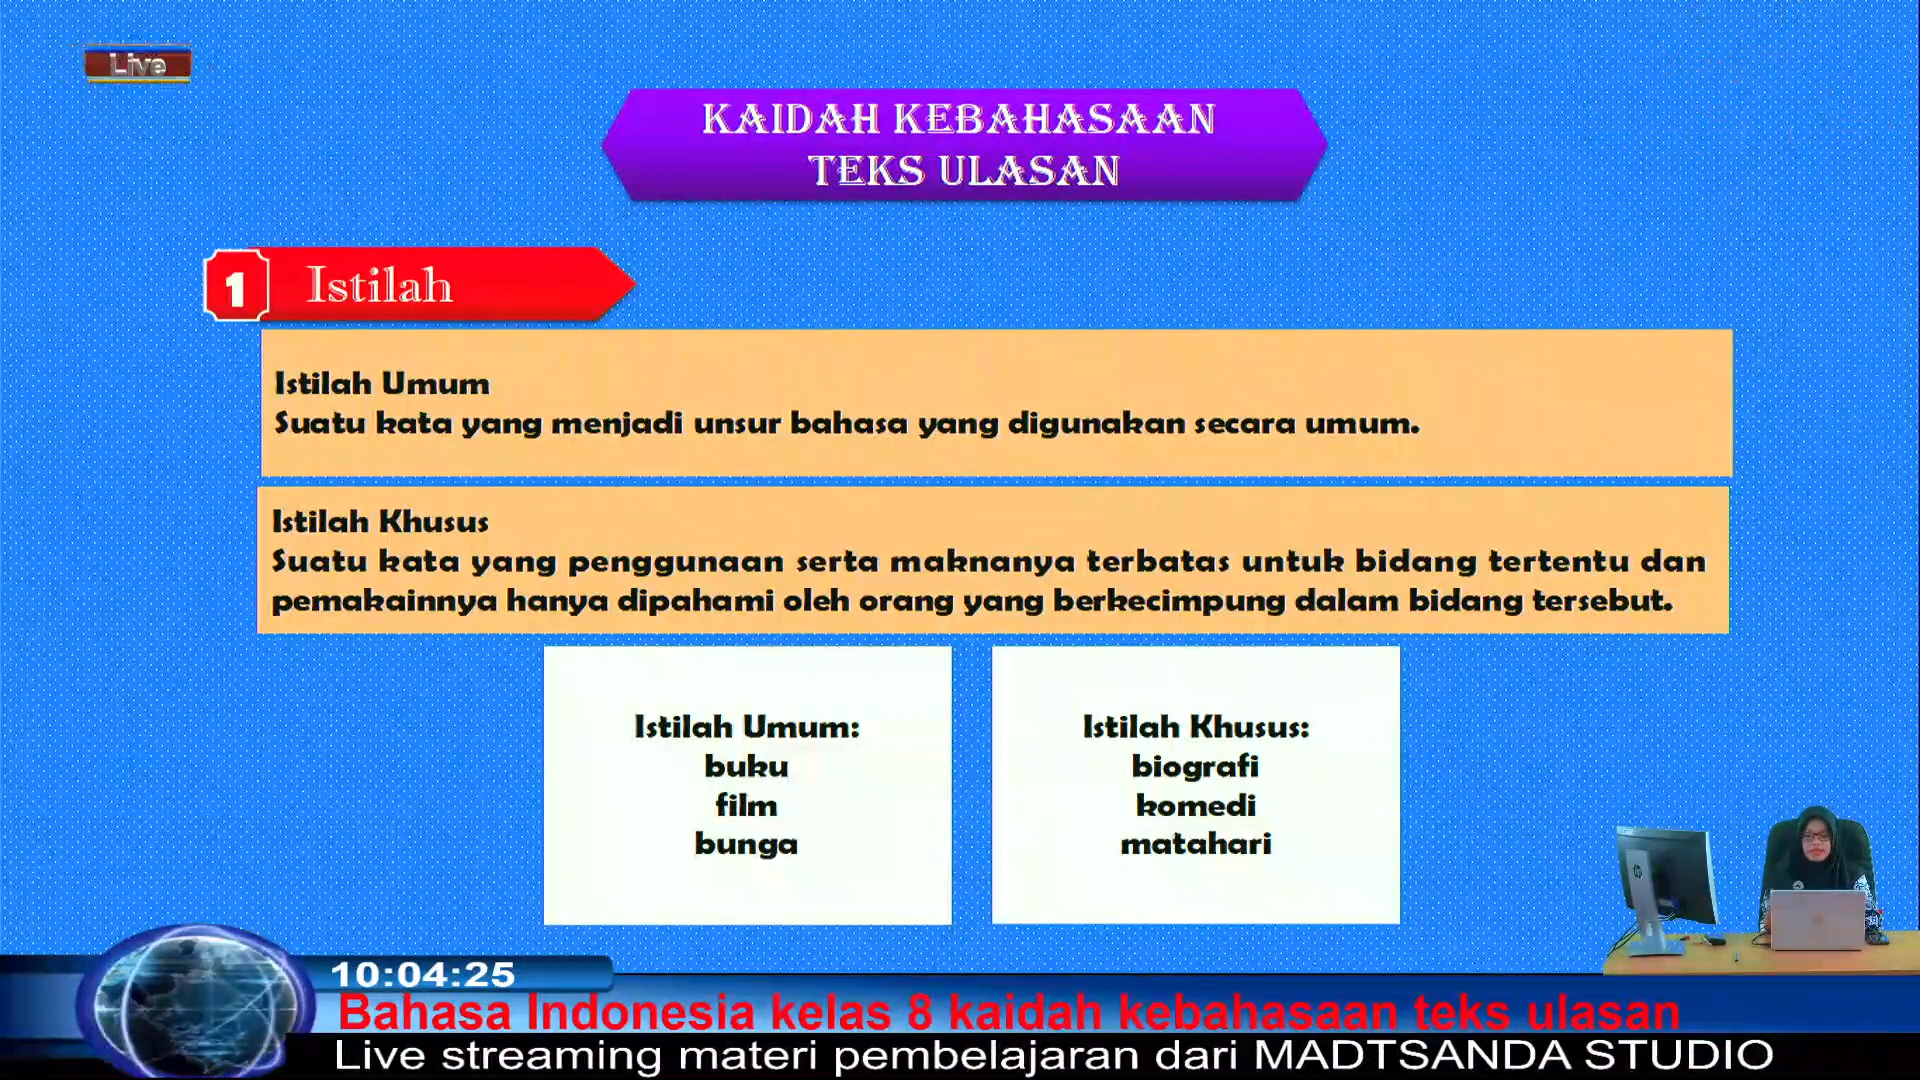 Live
KAIDAH KEBAHASAAN
TEKS ULASAN
1 Istilah
Istilah Umum
Suatu kata yang menjadi unsur bahasa yang digunakan secara umum.
Istilah Khusus
Suatu kata yang penggunaan serta maknanya terbatas untuk bidang tertentu dan
pemakainnya hanya dipahami oleh orang yang berkecimpung dalam bidang tersebut.
Istilah Umum:
buku
film
bunga
Istilah Khusus:
biografi
komedi
matahari
10:04:25
Bahasa Indonesia kelas 8 kaidah kebahasaan teks ulasan
Live streaming materi pembelajaran dari MADTSANDA STUDIO